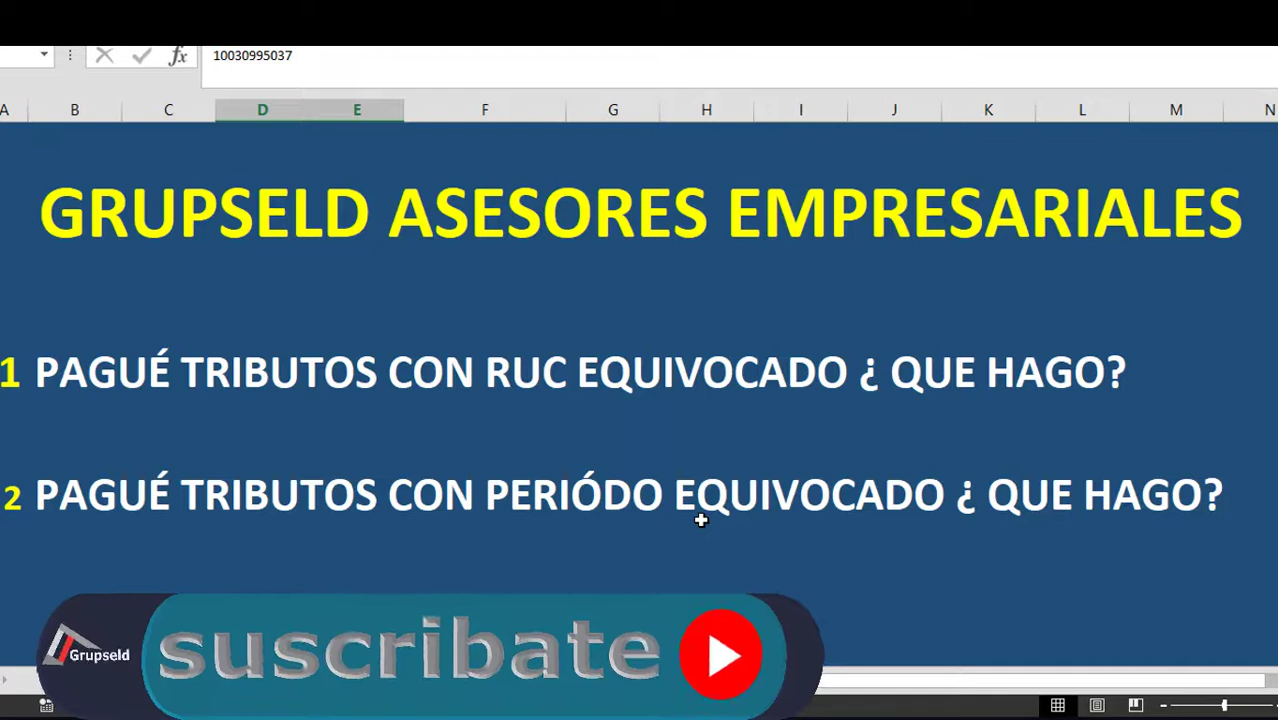 fx 10030995037
A B C D E F G H I J K L M N
GRUPSELD ASESORES EMPRESARIALES
1 PAGUÉ TRIBUTOS CON RUC EQUIVOCADO ¿ QUE HAGO?
2 PAGUÉ TRIBUTOS CON PERIÓDO EQUIVOCADO ¿ QUE HAGO?
Grupseld suscribate